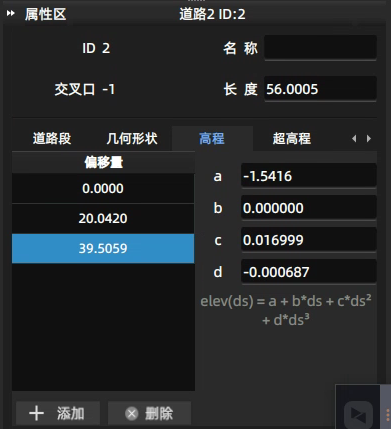 属性区 道路2 ID:2
ID 2 名 称
交叉口 -1 长 度 56.0005
道路段 几何形状 高程 超高程
偏移量
0.0000
20.0420
39.5059
a -1.5416
b 0.000000
c 0.016999
d -0.000687
elev(ds) = a + b*ds + c*ds²
+ d*ds³
添加 删除